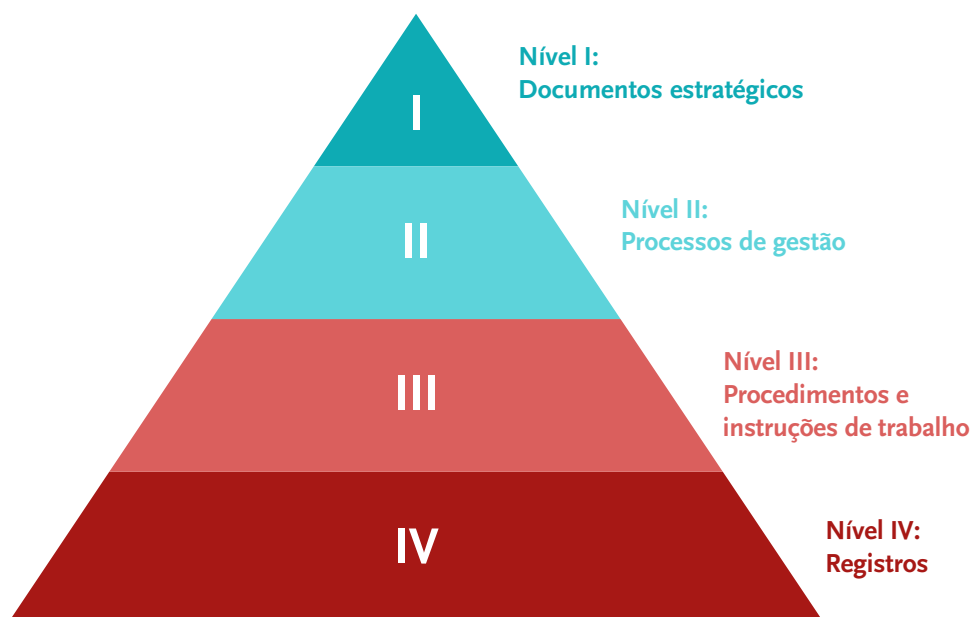 Nível I:
Documentos estratégicos
I
Nível II:
Processos de gestão
II
Nível III:
Procedimentos e
instruções de trabalho
III
Nível IV:
Registros
IV